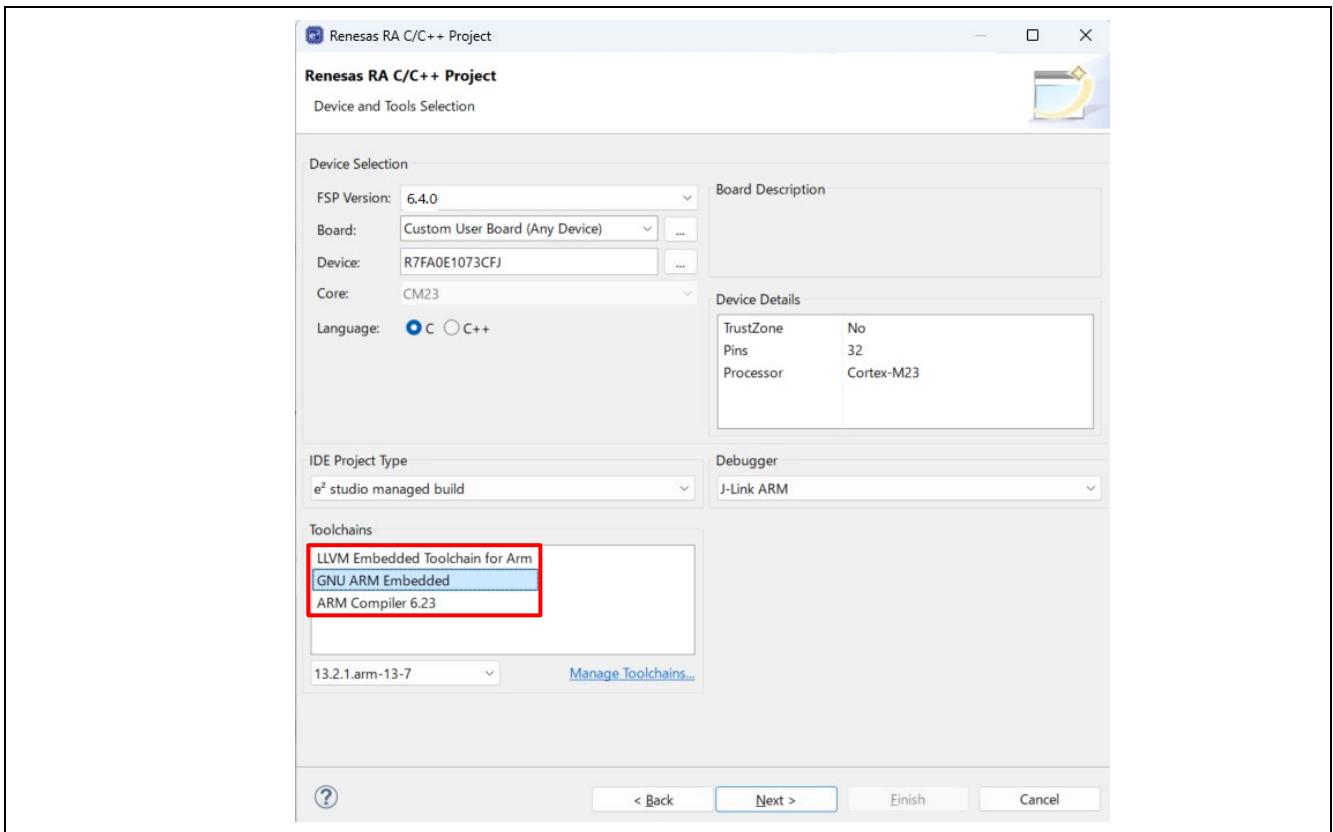 Renesas RA C/C++ Project
Renesas RA C/C++ Project
Device and Tools Selection
Device Selection
FSP Version: 6.4.0
Board: Custom User Board (Any Device) ...
Device: R7FA0E1073CFJ ...
Core: CM23
Language: C C++
Board Description
Device Details
TrustZone No
Pins 32
Processor Cortex-M23
IDE Project Type
e² studio managed build
Debugger
J-Link ARM
Toolchains
LLVM Embedded Toolchain for Arm
GNU ARM Embedded
ARM Compiler 6.23
13.2.1.arm-13-7 Manage Toolchains...
? < Back Next > Finish Cancel